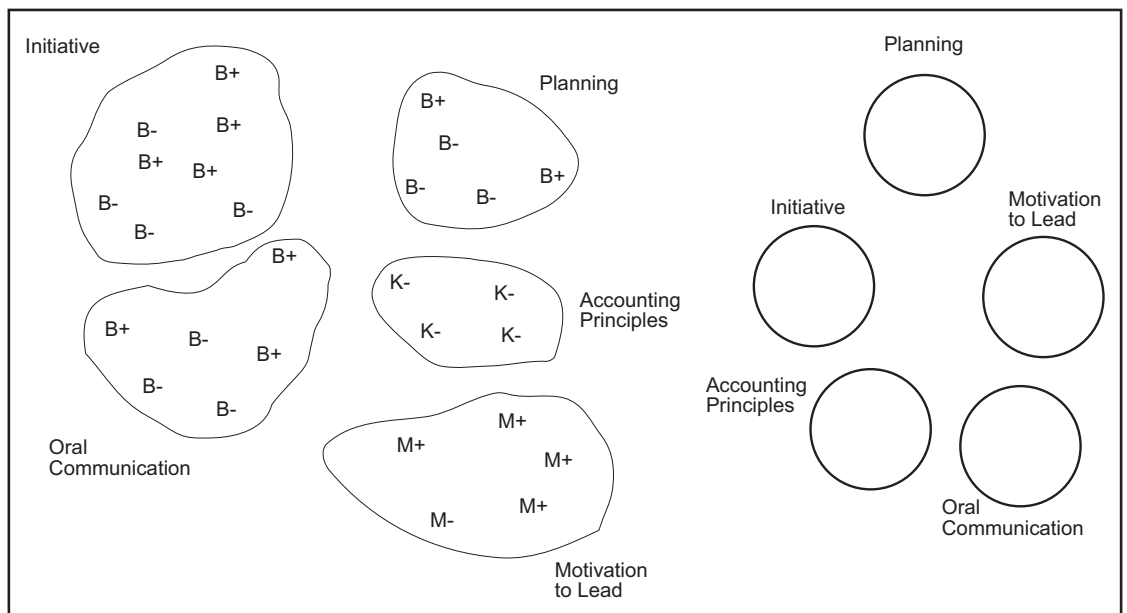 Initiative
B+
B-
B+
B+
B+
B-
B-
B-
Planning
B+
B-
B-
B-
B+
B+
B+
B-
B+
B-
B-
Oral
Communication
K-
K-
K-
K-
Accounting
Principles
M+
M+
M+
M+
M-
Motivation
to Lead
Planning
Initiative
Motivation
to Lead
Accounting
Principles
Oral
Communication